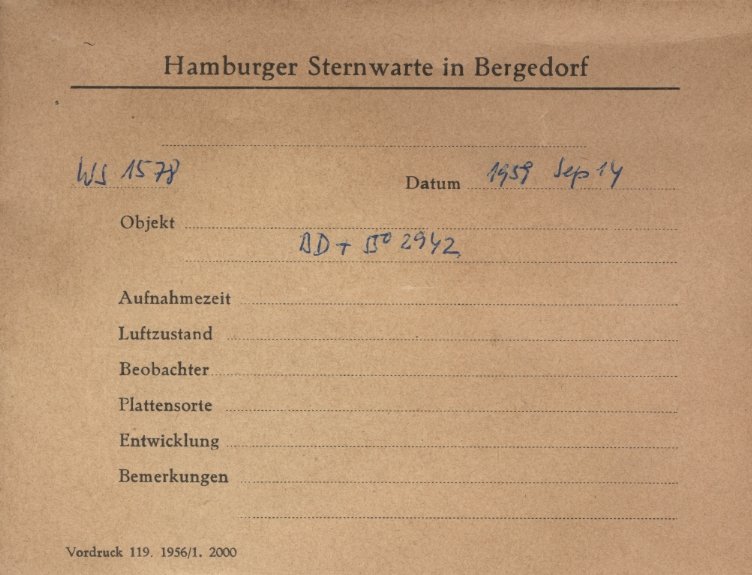 Hamburger Sternwarte in Bergedorf
WS 1578 Datum 1959 Sep 14
Objekt
BD + 55° 2942
Aufnahmezeit
Luftzustand
Beobachter
Plattensorte
Entwicklung
Bemerkungen
Vordruck 119. 1956/1. 2000